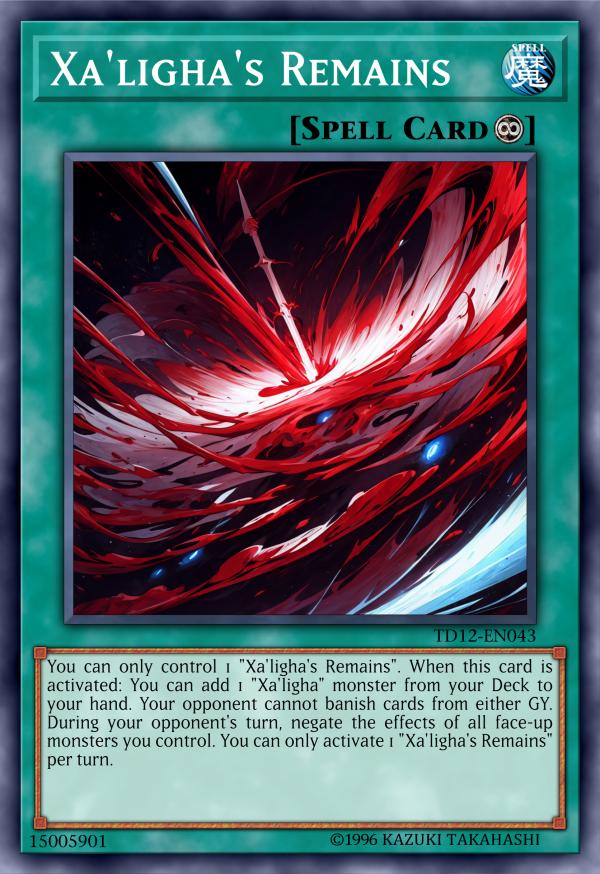 Xa'ligha's Remains
SPELL
魔
[Spell Card]
TD12-EN043
You can only control 1 "Xa'ligha's Remains". When this card is
activated: You can add 1 "Xa'ligha" monster from your Deck to
your hand. Your opponent cannot banish cards from either GY.
During your opponent's turn, negate the effects of all face-up
monsters you control. You can only activate 1 "Xa'ligha's Remains"
per turn.
15005901
©1996 KAZUKI TAKAHASHI